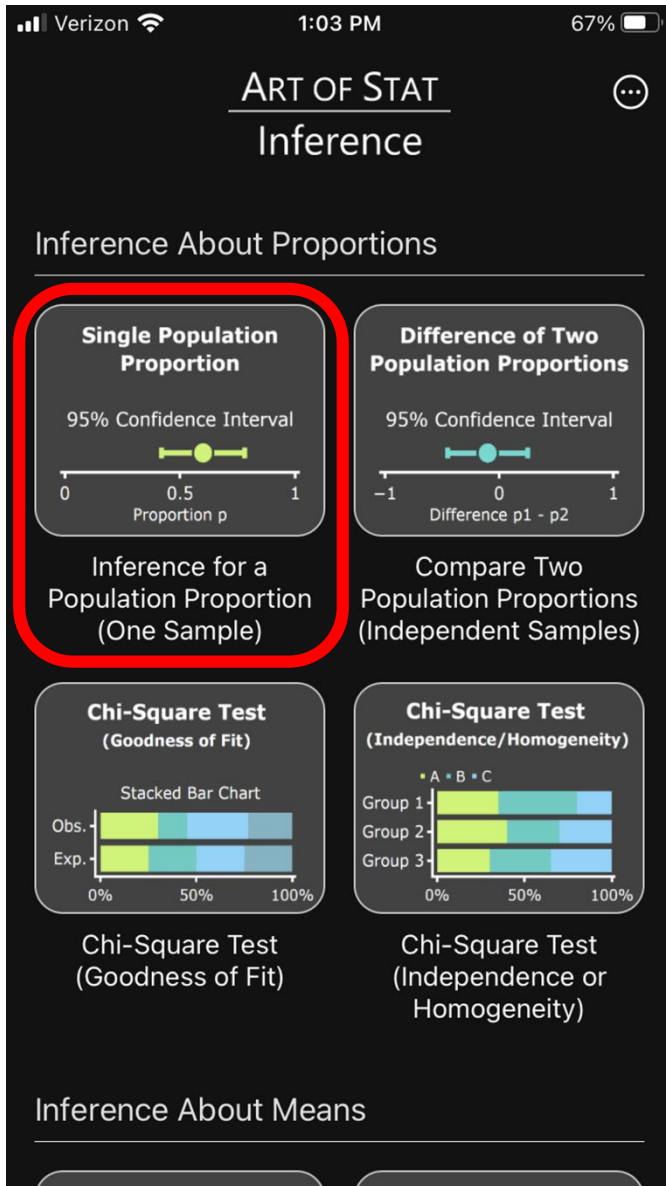 Verizon 1:03 PM 67%
ART OF STAT
Inference
Inference About Proportions
Single Population
Proportion
95% Confidence Interval
0 0.5 1
Proportion p
Inference for a
Population Proportion
(One Sample)
Difference of Two
Population Proportions
95% Confidence Interval
−1 0 1
Difference p1 - p2
Compare Two
Population Proportions
(Independent Samples)
Chi-Square Test
(Goodness of Fit)
Stacked Bar Chart
Obs.
Exp.
0% 50% 100%
Chi-Square Test
(Goodness of Fit)
Chi-Square Test
(Independence/Homogeneity)
A B C
Group 1
Group 2
Group 3
0% 50% 100%
Chi-Square Test
(Independence or
Homogeneity)
Inference About Means